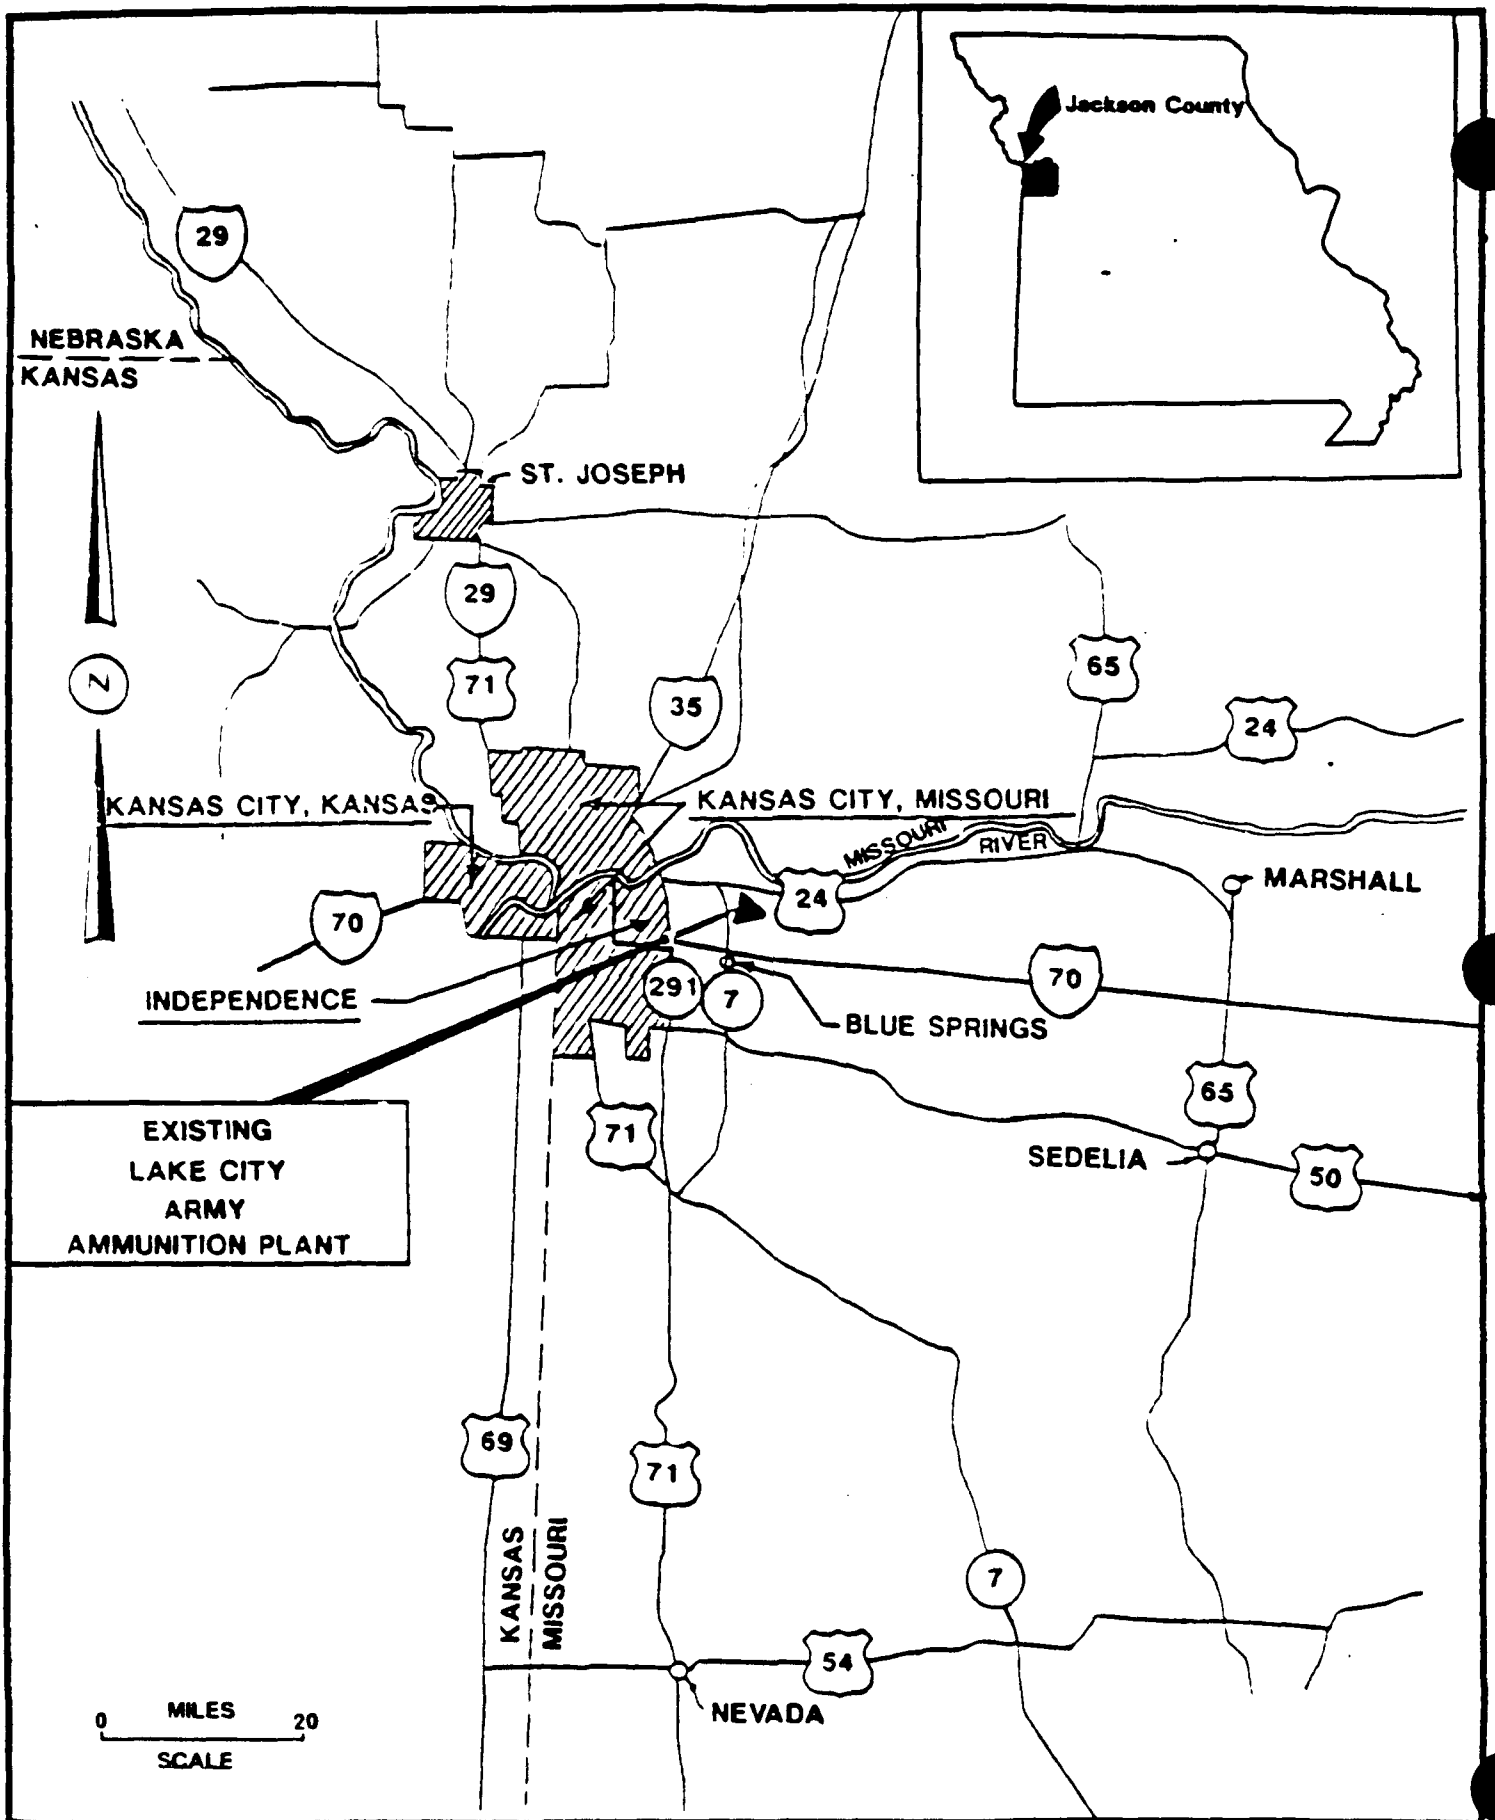 Jackson County
29
NEBRASKA
KANSAS
ST. JOSEPH
29
71
35
65
24
N
KANSAS CITY, KANSAS
KANSAS CITY, MISSOURI
MISSOURI
RIVER
MARSHALL
24
70
70
INDEPENDENCE
291
7
BLUE SPRINGS
65
EXISTING
LAKE CITY
ARMY
AMMUNITION PLANT
71
SEDELIA
50
69
71
KANSAS
MISSOURI
7
54
NEVADA
MILES
0 20
SCALE